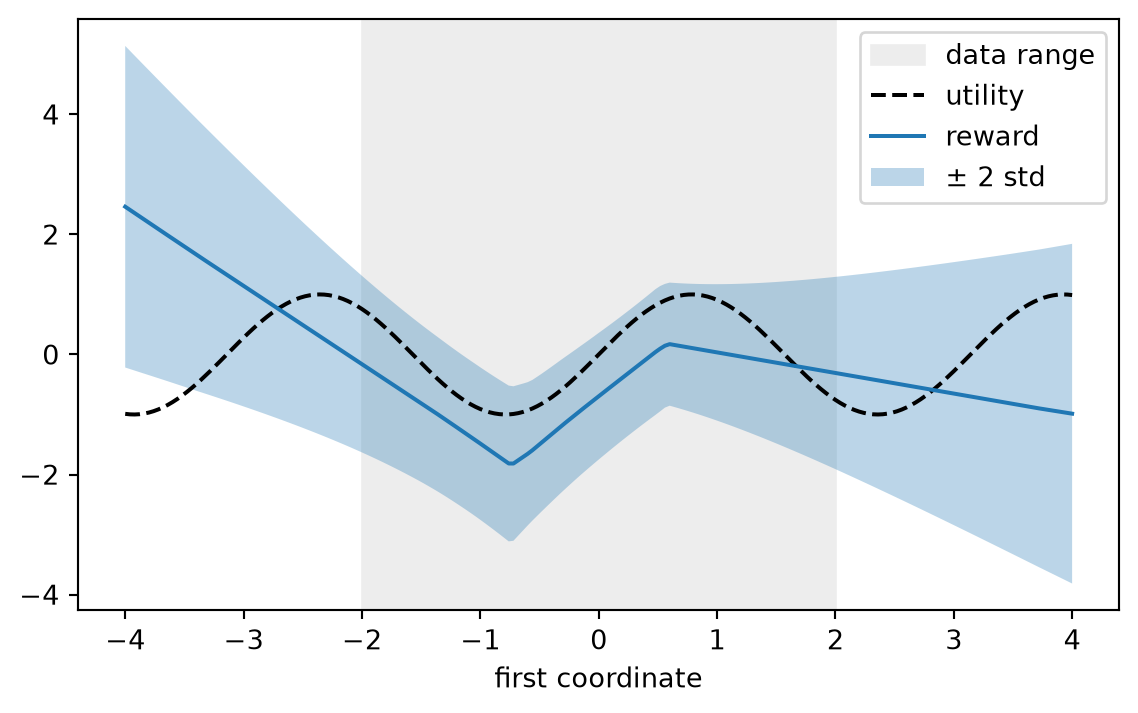 data range
utility
reward
± 2 std
4
2
0
−2
−4
−4 −3 −2 −1 0 1 2 3 4
first coordinate